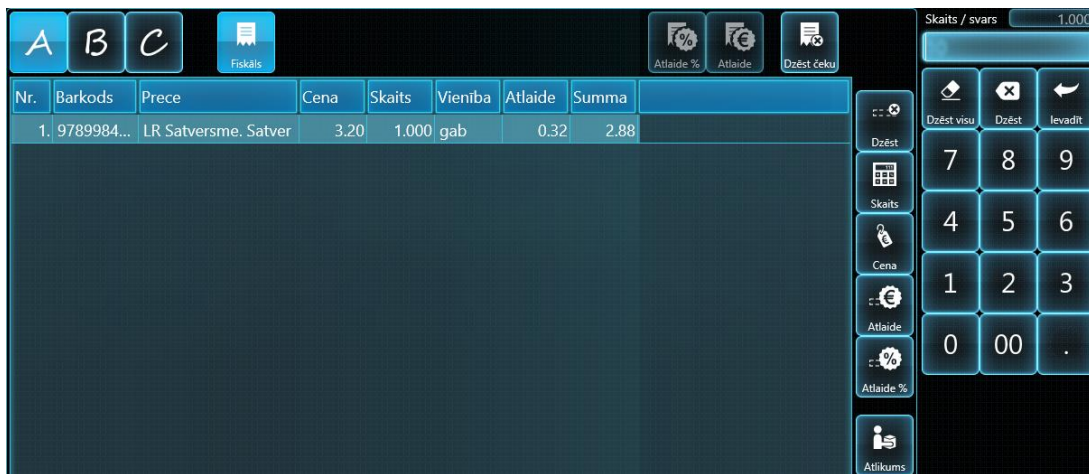 A B C
Fiskāls
Atlaide %
Atlaide
Dzēst čeku
Skaits / svars 1.000
Nr. Barkods Prece Cena Skaits Vienība Atlaide Summa
1. 9789984... LR Satversme. Satver 3.20 1.000 gab 0.32 2.88
Dzēst
Skaits
Cena
Atlaide
Atlaide %
Atlikums
Dzēst visu Dzēst Ievadīt
7 8 9
4 5 6
1 2 3
0 00 .